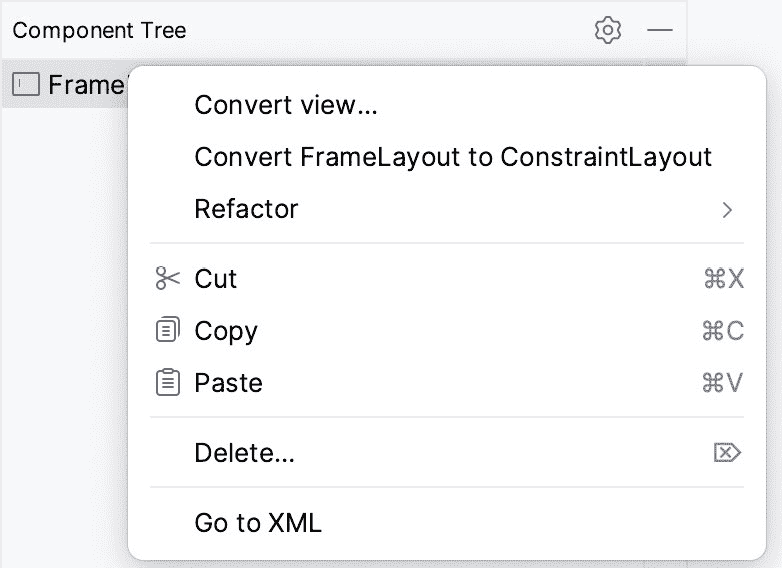 Component Tree
Frame
Convert view...
Convert FrameLayout to ConstraintLayout
Refactor
Cut ⌘X
Copy ⌘C
Paste ⌘V
Delete...
Go to XML